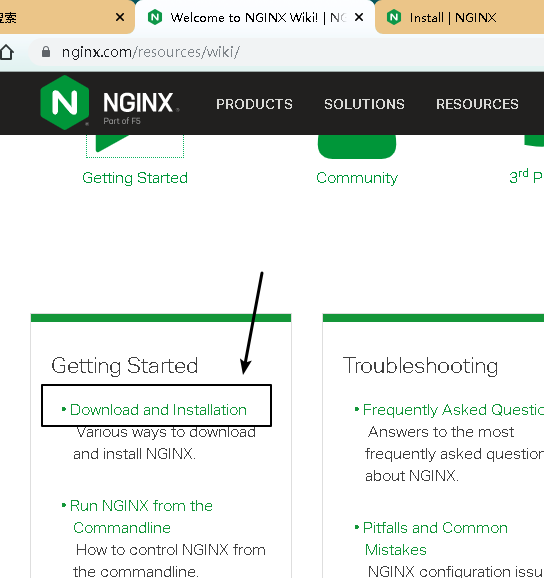 搜索 Welcome to NGINX Wiki! | NG Install | NGINX
nginx.com/resources/wiki/
N NGINX PRODUCTS SOLUTIONS RESOURCES
Part of F5
Getting Started Community 3rd P
Getting Started
• Download and Installation
Various ways to download
and install NGINX.
• Run NGINX from the
Commandline
How to control NGINX from
the commandline.
Troubleshooting
• Frequently Asked Questio
Answers to the most
frequently asked question
about NGINX.
• Pitfalls and Common
Mistakes
NGINX configuration issu